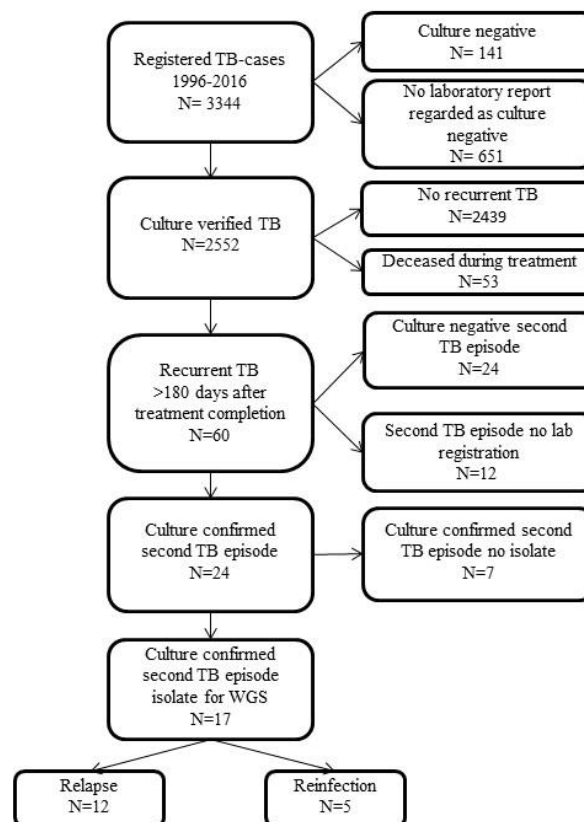 Registered TB-cases
1996-2016
N= 3344
Culture negative
N= 141
No laboratory report
regarded as culture
negative
N= 651
Culture verified TB
N=2552
No recurrent TB
N=2439
Deceased during treatment
N=53
Recurrent TB
>180 days after
treatment completion
N=60
Culture negative second
TB episode
N=24
Second TB episode no lab
registration
N=12
Culture confirmed
second TB episode
N=24
Culture confirmed second
TB episode no isolate
N=7
Culture confirmed
second TB episode
isolate for WGS
N=17
Relapse
N=12
Reinfection
N=5